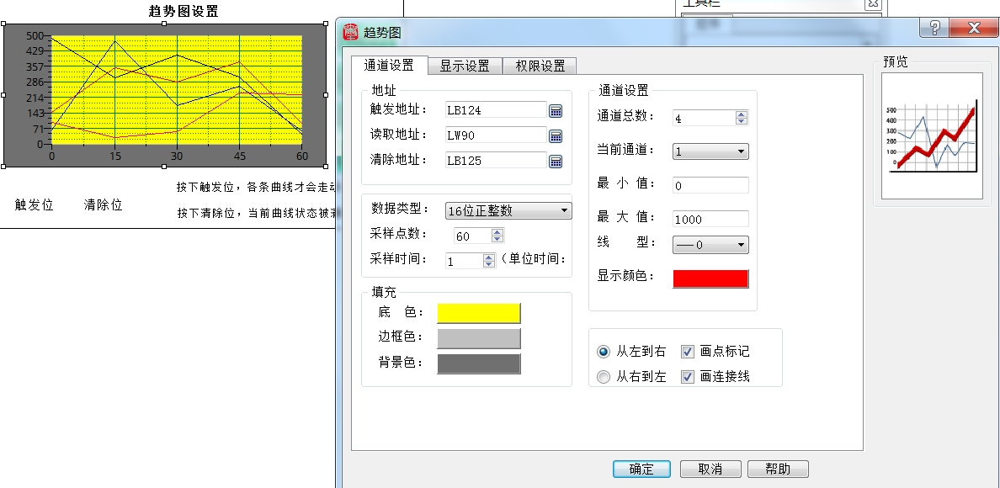 趋势图设置
500
429
357
286
214
143
71
0
0 15 30 45 60
触发位 清除位
按下触发位，各条曲线才会走
按下清除位，当前曲线状态被
工具栏
趋势图
通道设置 显示设置 权限设置
地址
触发地址： LB124
读取地址： LW90
清除地址： LB125
数据类型： 16位正整数
采样点数： 60
采样时间： 1 （单位时间：
填充
底 色：
边框色：
背景色：
通道设置
通道总数： 4
当前通道： 1
最 小 值： 0
最 大 值： 1000
线 型： 0
显示颜色：
从左到右 画点标记
从右到左 画连接线
预览
500
400
300
200
100
0
确定 取消 帮助